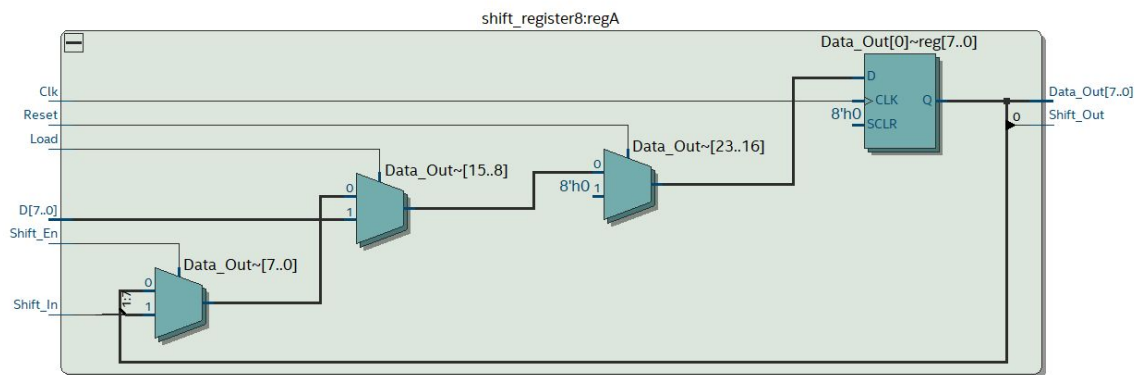 shift_register8:regA
Data_Out[0]~reg[7..0]
D
Clk
CLK
Q
Data_Out[7..0]
Reset
8'h0
SCLR
0
Shift_Out
Load
Data_Out~[15..8]
0
Data_Out~[23..16]
8'h0
1
0
D[7..0]
1
Shift_En
Data_Out~[7..0]
0
1:7
Shift_In
1